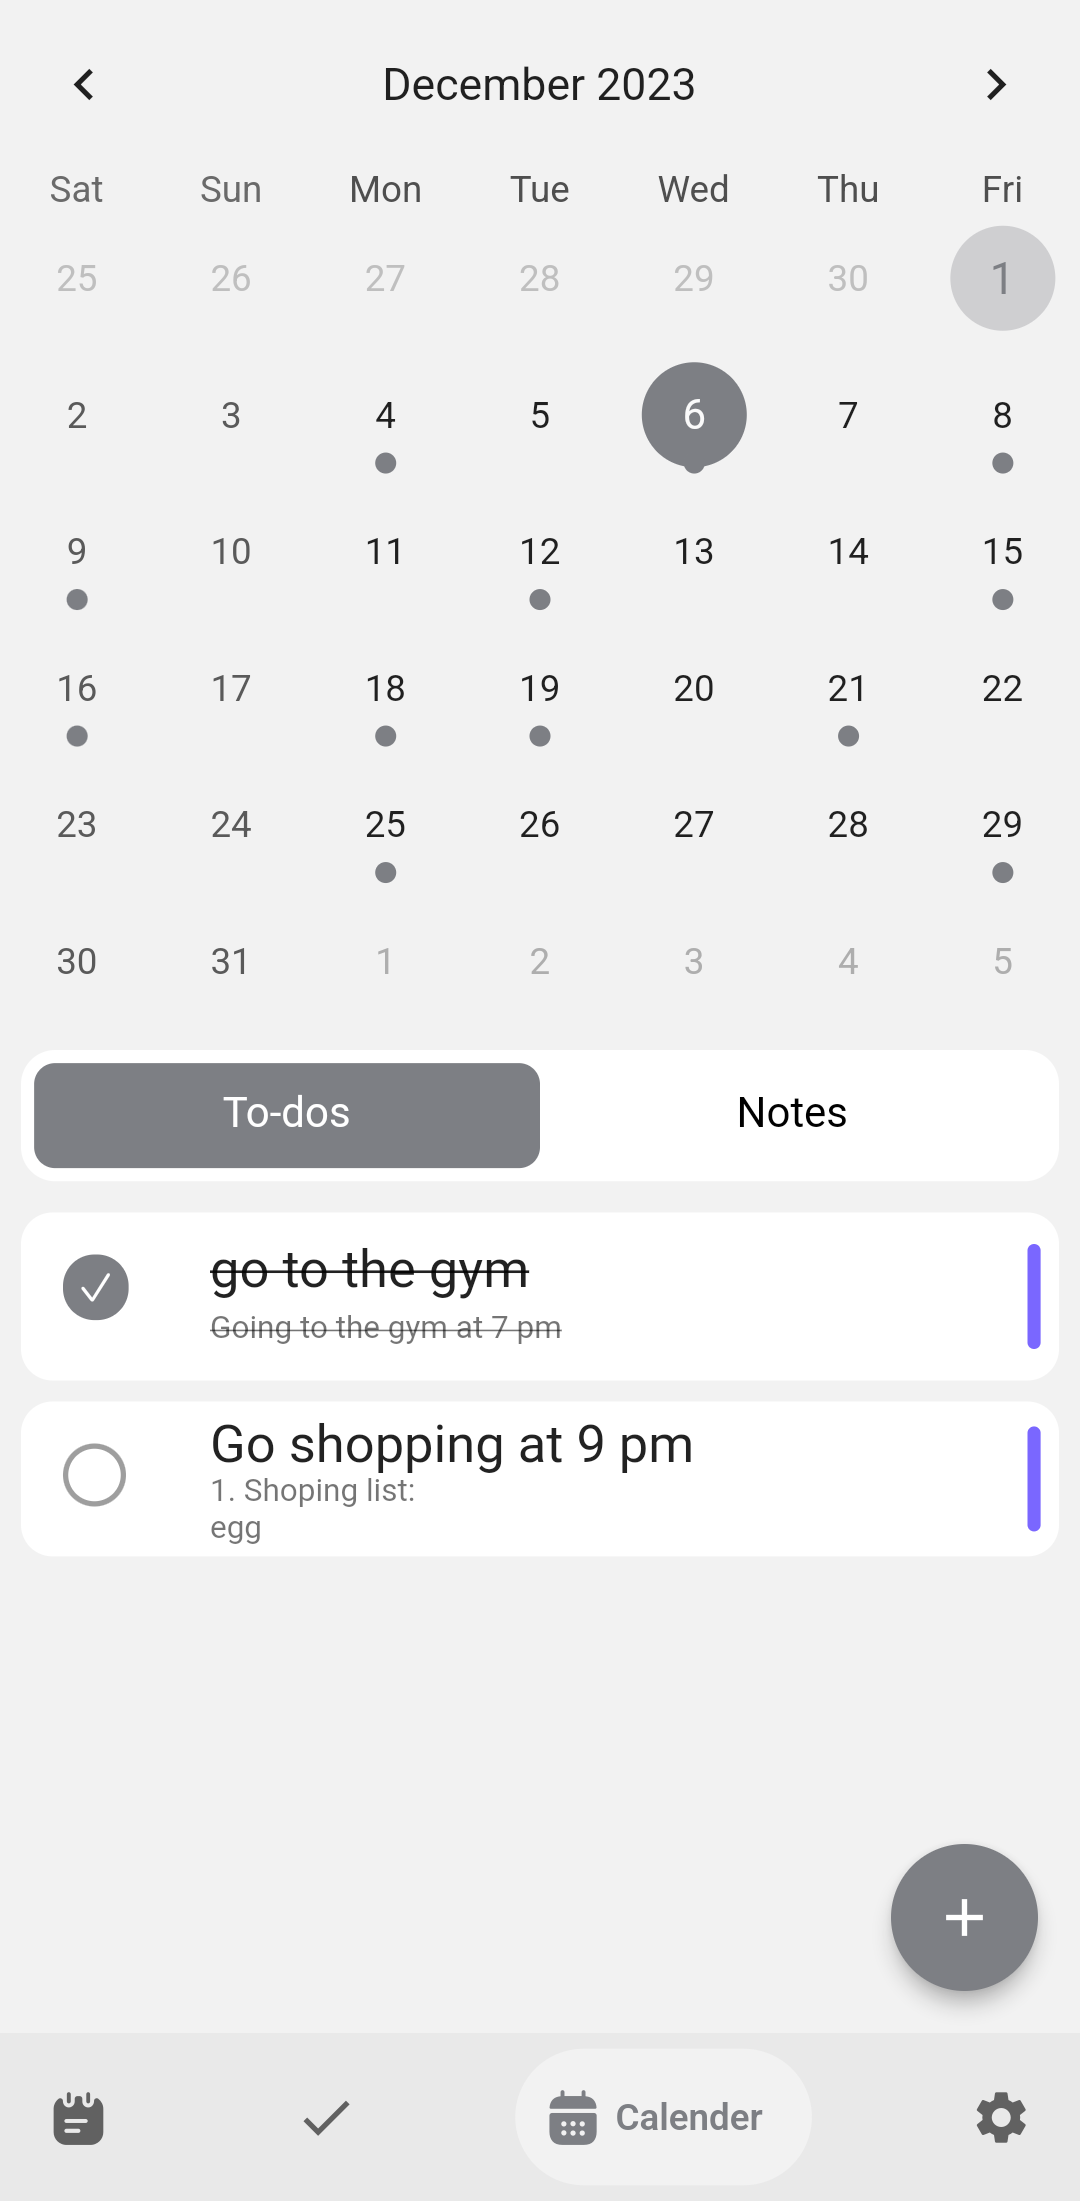 December 2023
Sat Sun Mon Tue Wed Thu Fri
25 26 27 28 29 30 1
2 3 4 5 6 7 8
9 10 11 12 13 14 15
16 17 18 19 20 21 22
23 24 25 26 27 28 29
30 31 1 2 3 4 5
To-dos Notes
go to the gym
Going to the gym at 7 pm
Go shopping at 9 pm
1. Shoping list:
egg
Calender